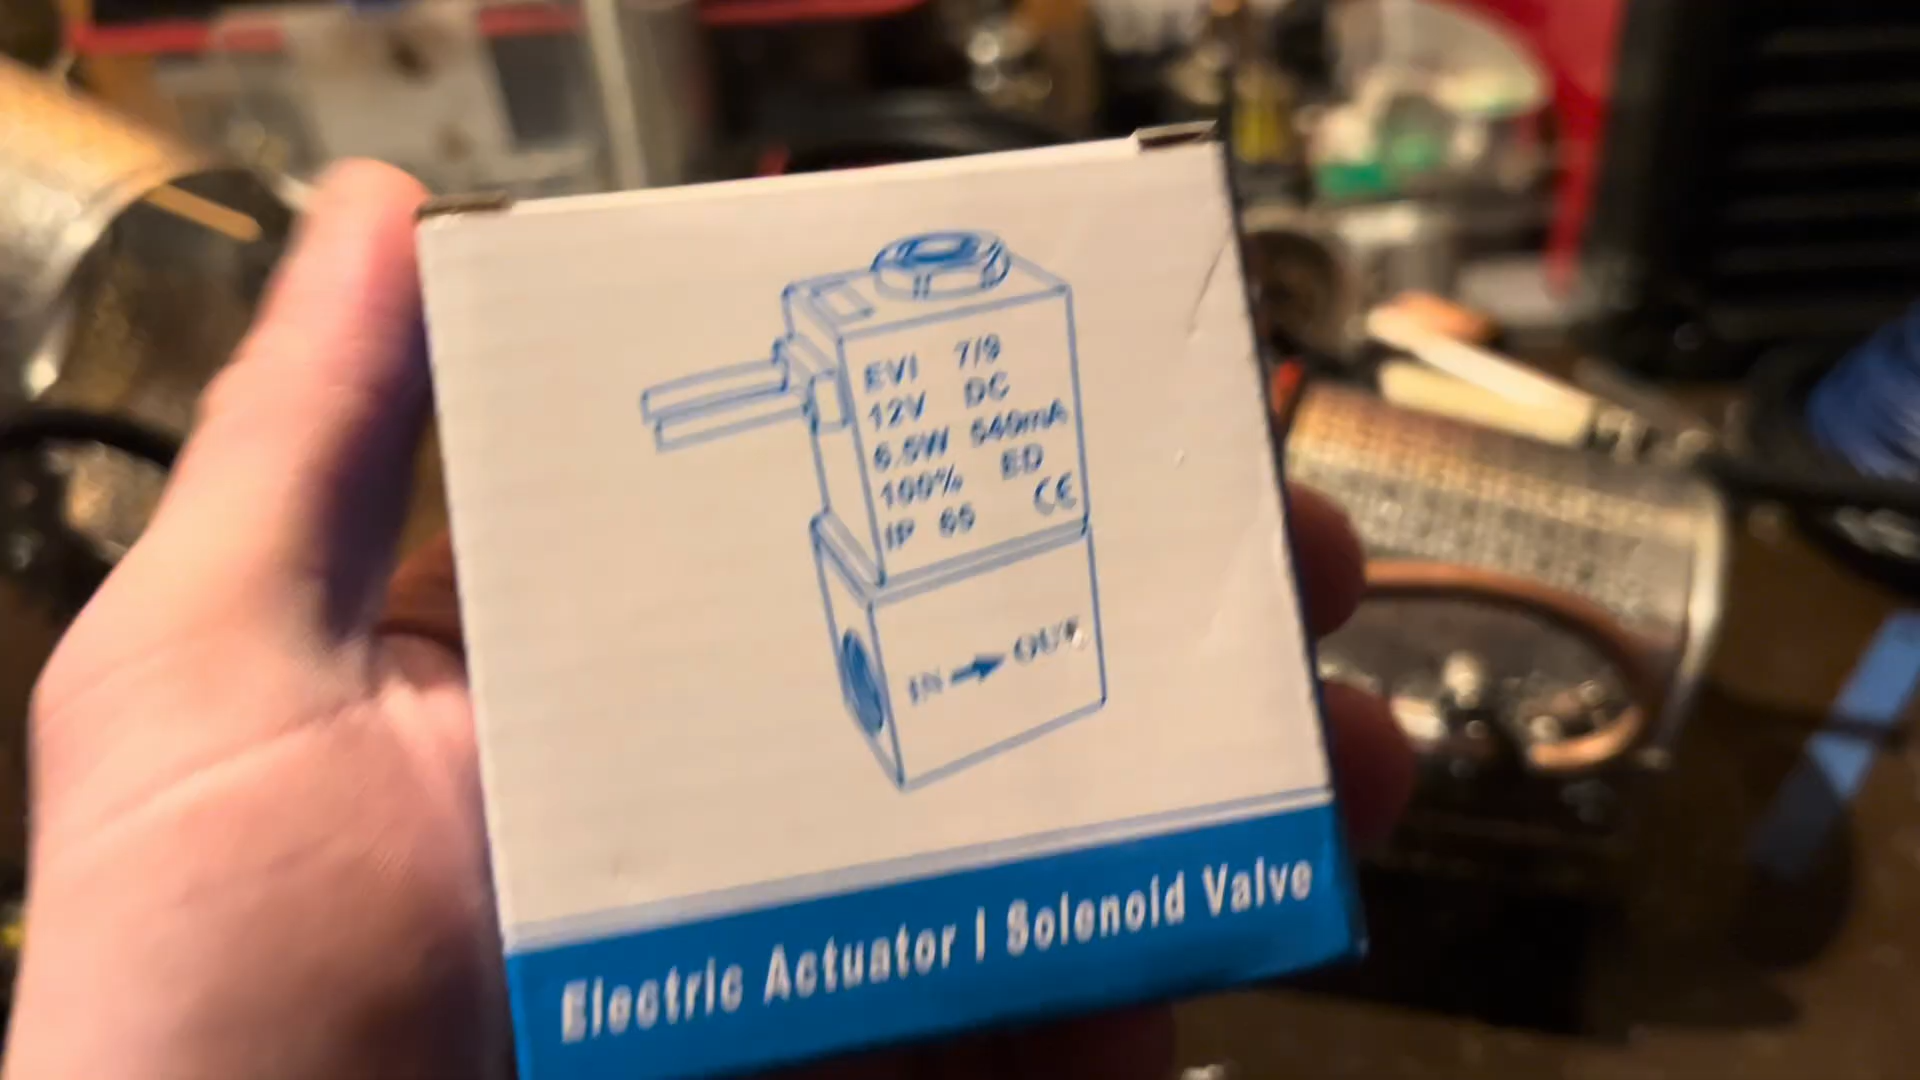 EVI 7/9
12V DC
6.5W 540mA
100% ED
IP 65 CE
IN OUT
Electric Actuator | Solenoid Valve